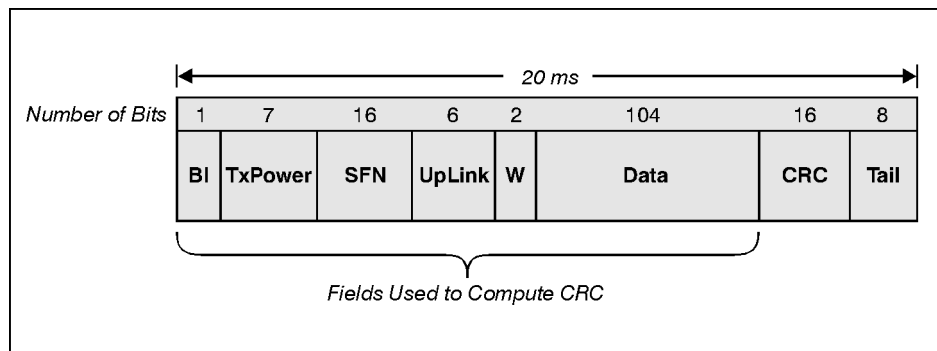 20 ms
Number of Bits 1 7 16 6 2 104 16 8
BI TxPower SFN UpLink W Data CRC Tail
Fields Used to Compute CRC